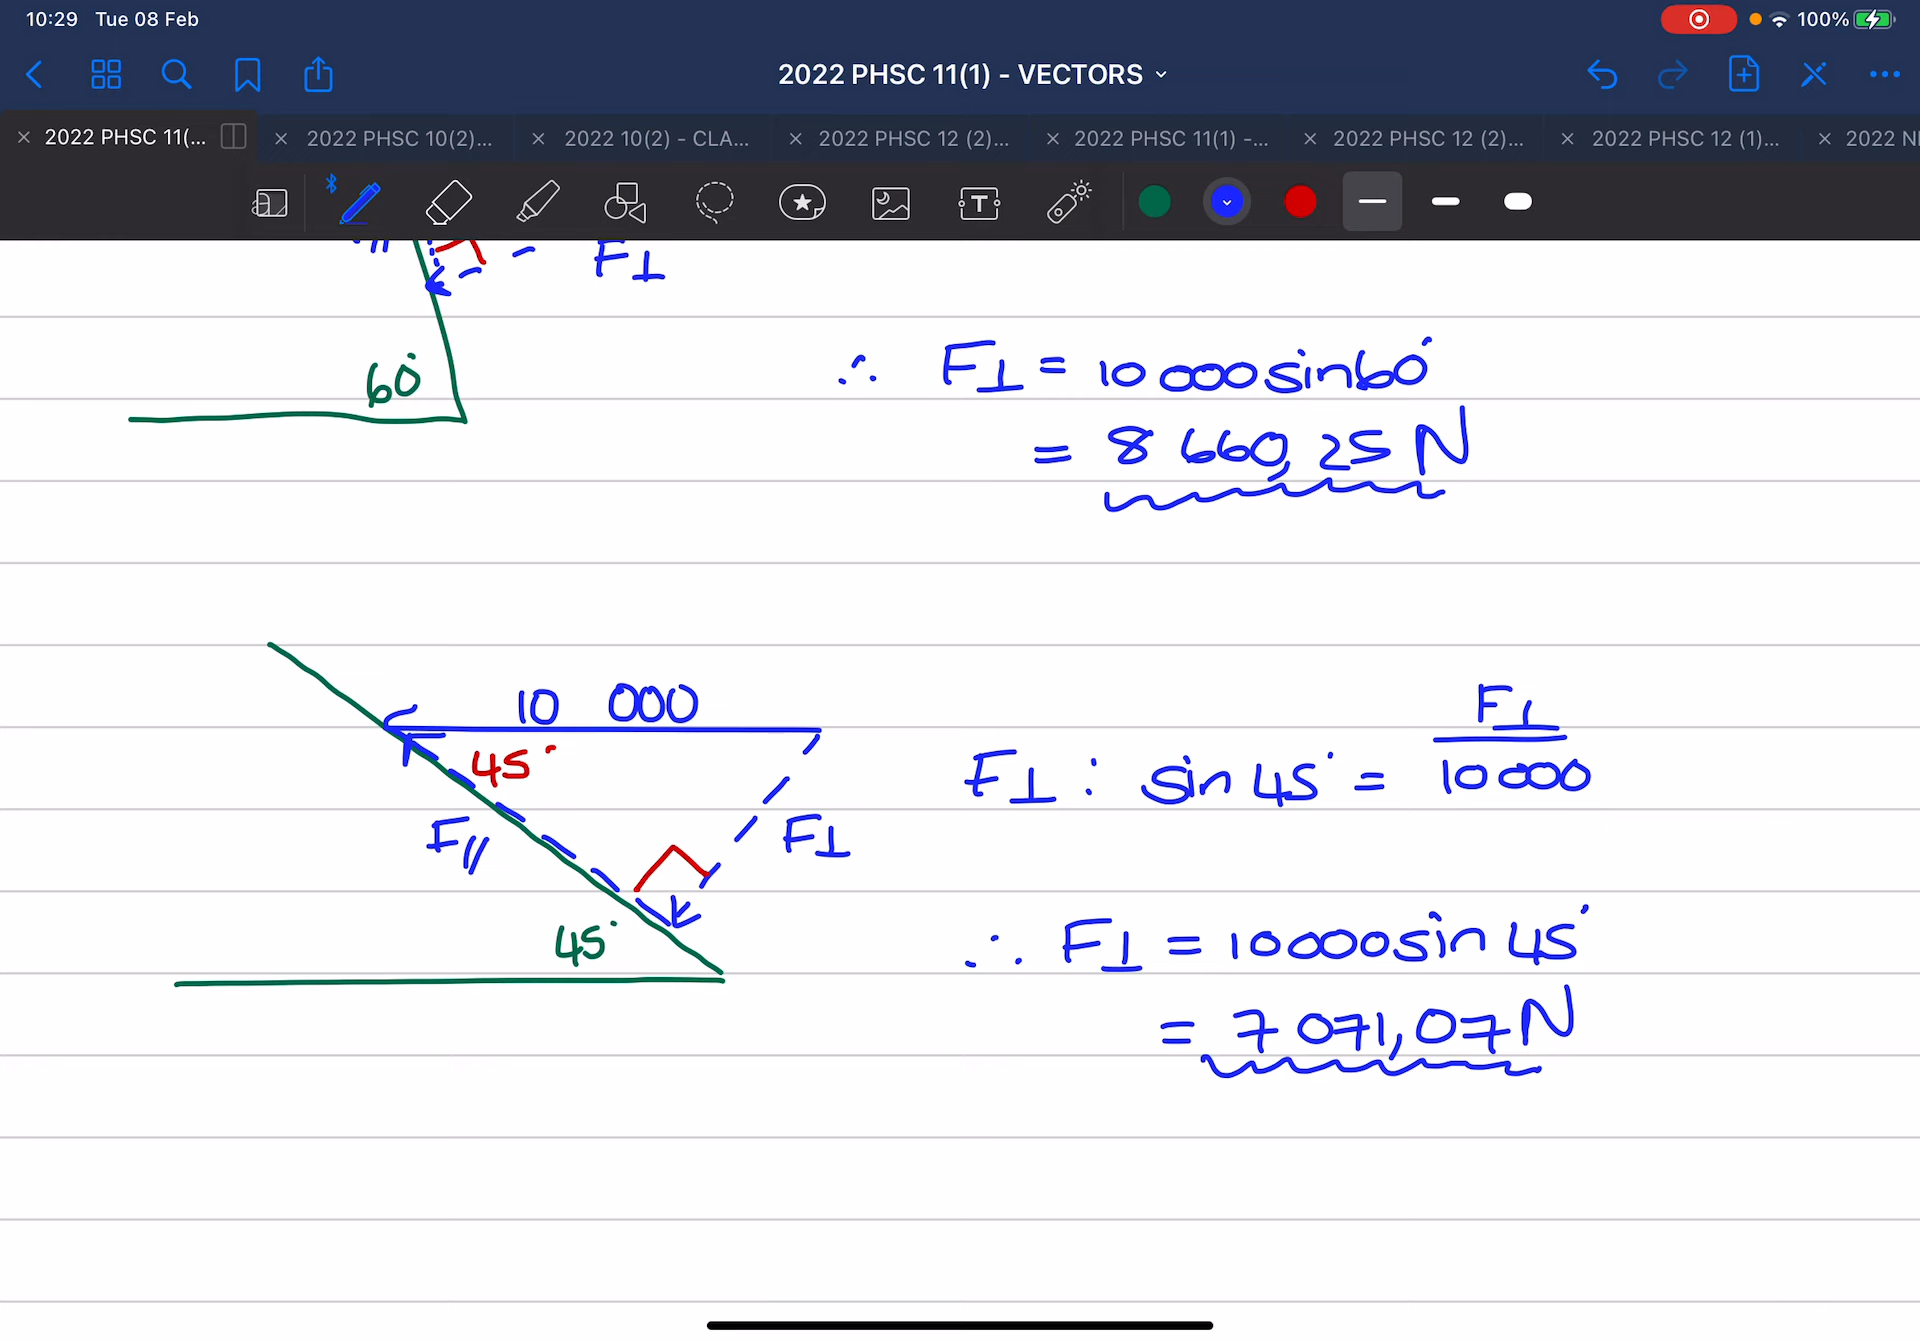 10:29 Tue 08 Feb 100%
2022 PHSC 11(1) - VECTORS
2022 PHSC 11(... 2022 PHSC 10(2)... 2022 10(2) - CLA... 2022 PHSC 12 (2)... 2022 PHSC 11(1) -... 2022 PHSC 12 (2)... 2022 PHSC 12 (1)... 2022 N
T
// F⊥
60°
∴ F⊥ = 10 000 sin60°
= 8 660,25 N
10 000
45°
F//
F⊥
45°
F⊥ : sin 45° = F⊥ / 10 000
∴ F⊥ = 10 000 sin 45°
= 7 071,07 N